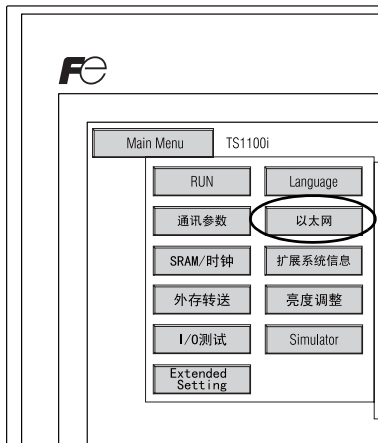 Fe
Main Menu TS1100i
RUN Language
通讯参数 以太网
SRAM/时钟 扩展系统信息
外存转送 亮度调整
I/O测试 Simulator
Extended
Setting